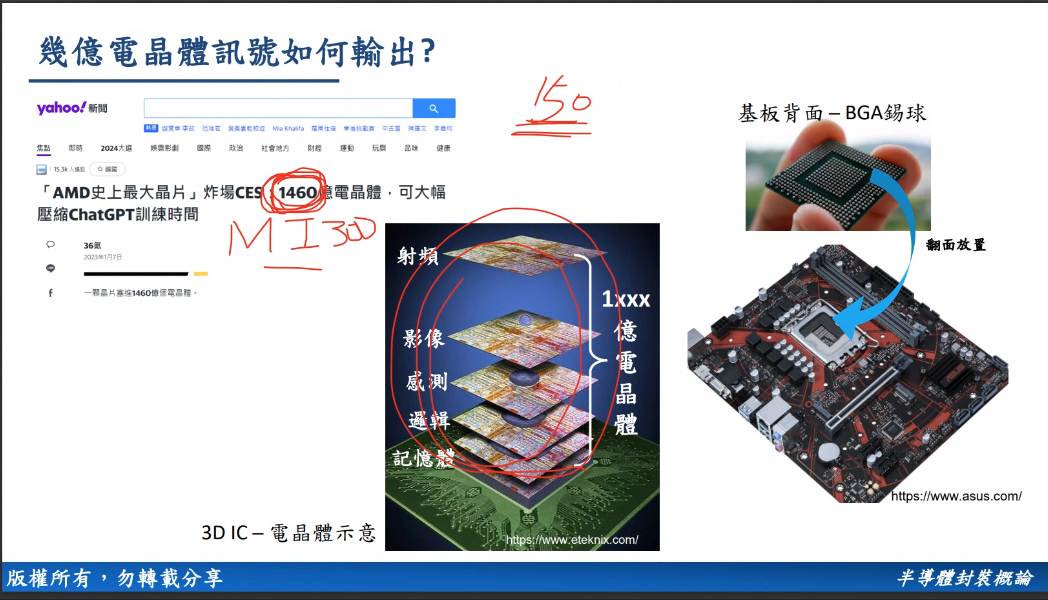 幾億電晶體訊號如何輸出?
yahoo!新聞
Mia Khalifa
焦點 即時 2024大選 娛樂影劇 國際 政治 社會地方 財經 運動 玩樂 品味 健康
「AMD史上最大晶片」炸場CES:1460億電晶體,可大幅
壓縮ChatGPT訓練時間
36氪
2023年1月7日
一顆晶片塞進1460億個電晶體。
MI300
150
射頻
影像
感測
邏輯
記憶體
1xxx
億
電
晶
體
https://www.eteknix.com/
3D IC – 電晶體示意
基板背面 – BGA錫球
翻面放置
https://www.asus.com/
版權所有,勿轉載分享
半導體封裝概論